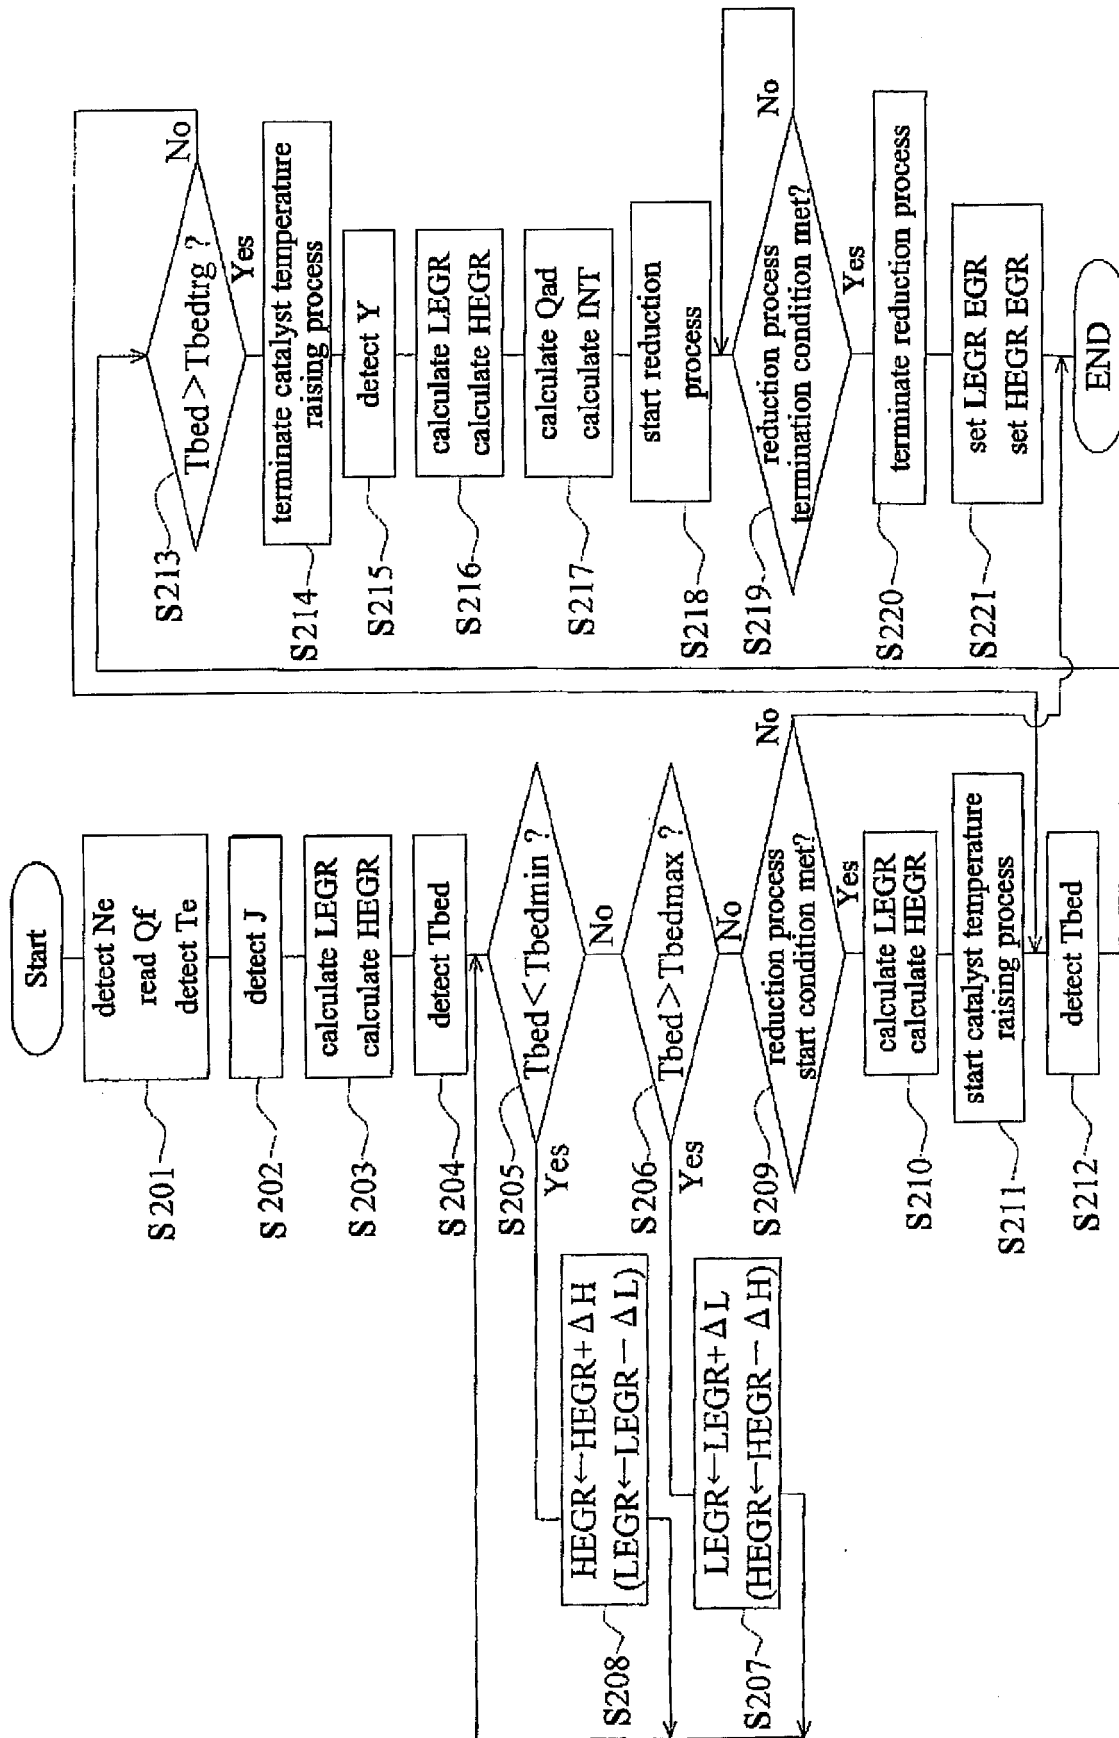 Start
detect Ne
read Qf
detect Te
S201
detect J
S202
calculate LEGR
calculate HEGR
S203
detect Tbed
S204
Tbed < Tbedmin ?
S205
Yes
No
HEGR←HEGR+ΔH
(LEGR←LEGR−ΔL)
S208
Tbed > Tbedmax ?
S206
Yes
No
LEGR←LEGR+ΔL
(HEGR←HEGR−ΔH)
S207
reduction process
start condition met?
S209
No
Yes
calculate LEGR
calculate HEGR
S210
start catalyst temperature
raising process
S211
detect Tbed
S212
Tbed > Tbedtrg ?
S213
No
Yes
terminate catalyst temperature
raising process
S214
detect Y
S215
calculate LEGR
calculate HEGR
S216
calculate Qad
calculate INT
S217
start reduction
process
S218
reduction process
termination condition met?
S219
No
Yes
terminate reduction process
S220
set LEGR EGR
set HEGR EGR
S221
END